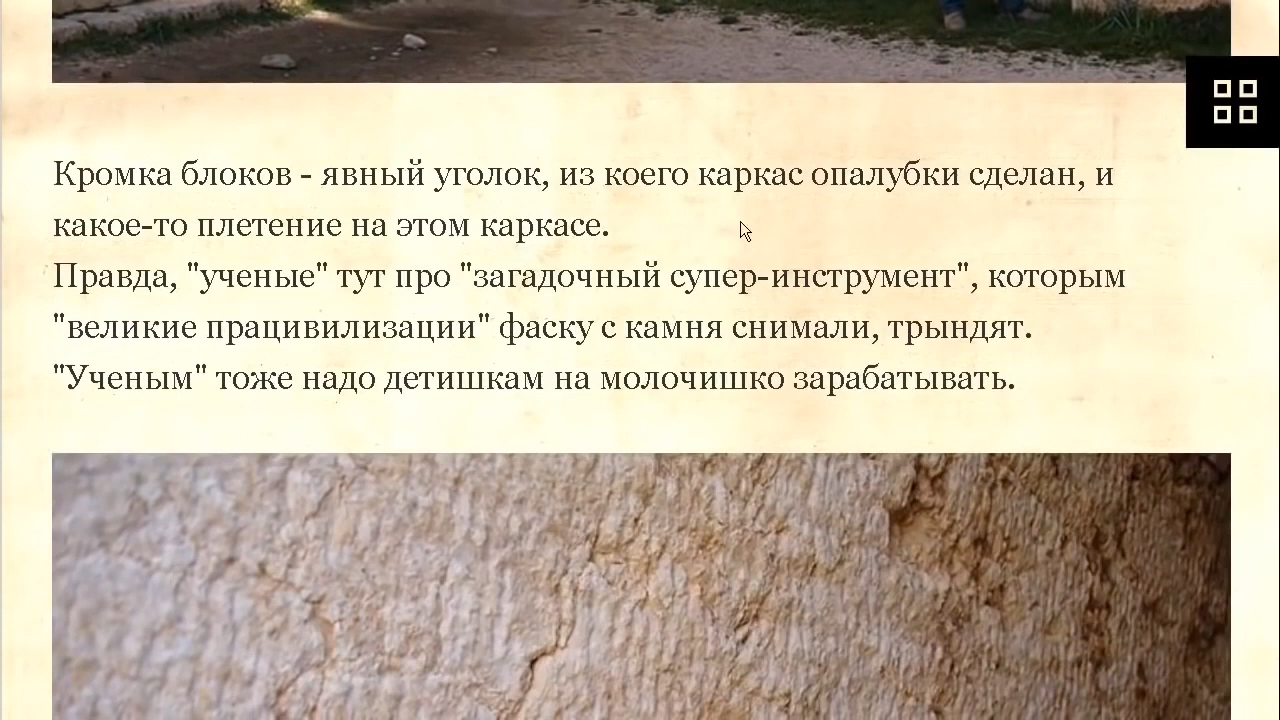 Кромка блоков - явный уголок, из коего каркас опалубки сделан, и
какое-то плетение на этом каркасе.
Правда, "ученые" тут про "загадочный супер-инструмент", которым
"великие працивилизации" фаску с камня снимали, трындят.
"Ученым" тоже надо детишкам на молочишко зарабатывать.